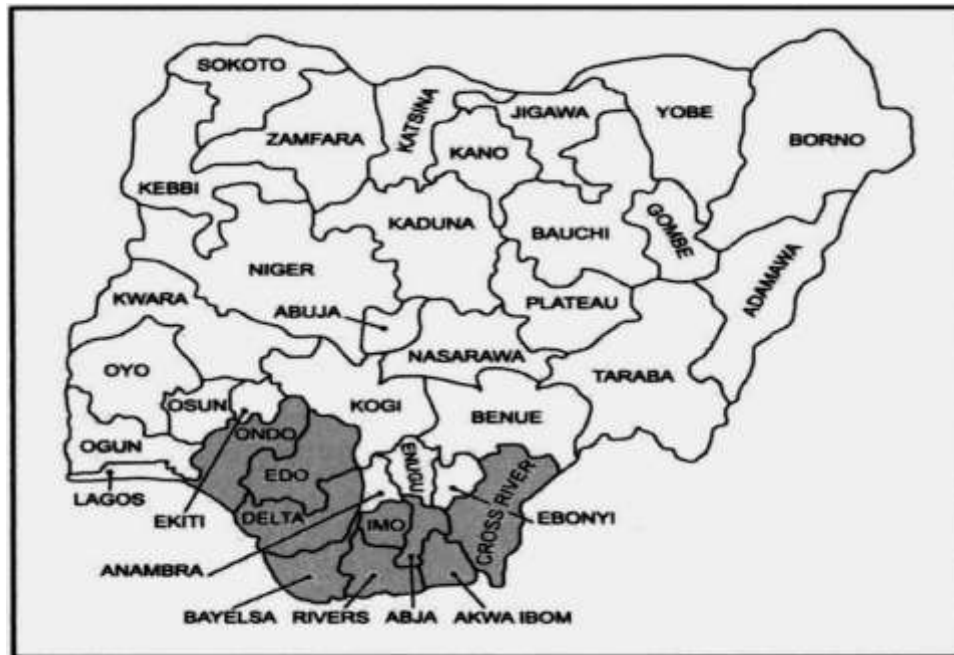 SOKOTO
ZAMFARA
KATSINA
JIGAWA
YOBE
BORNO
KANO
KEBBI
KADUNA
BAUCHI
GOMBE
ADAMAWA
NIGER
KWARA
ABUJA
PLATEAU
NASARAWA
TARABA
OYO
OSUN
KOGI
BENUE
ONDO
OGUN
EDO
ENUGU
CROSS RIVER
LAGOS
EKITI
DELTA
IMO
EBONYI
ANAMBRA
BAYELSA
RIVERS
ABJA
AKWA IBOM